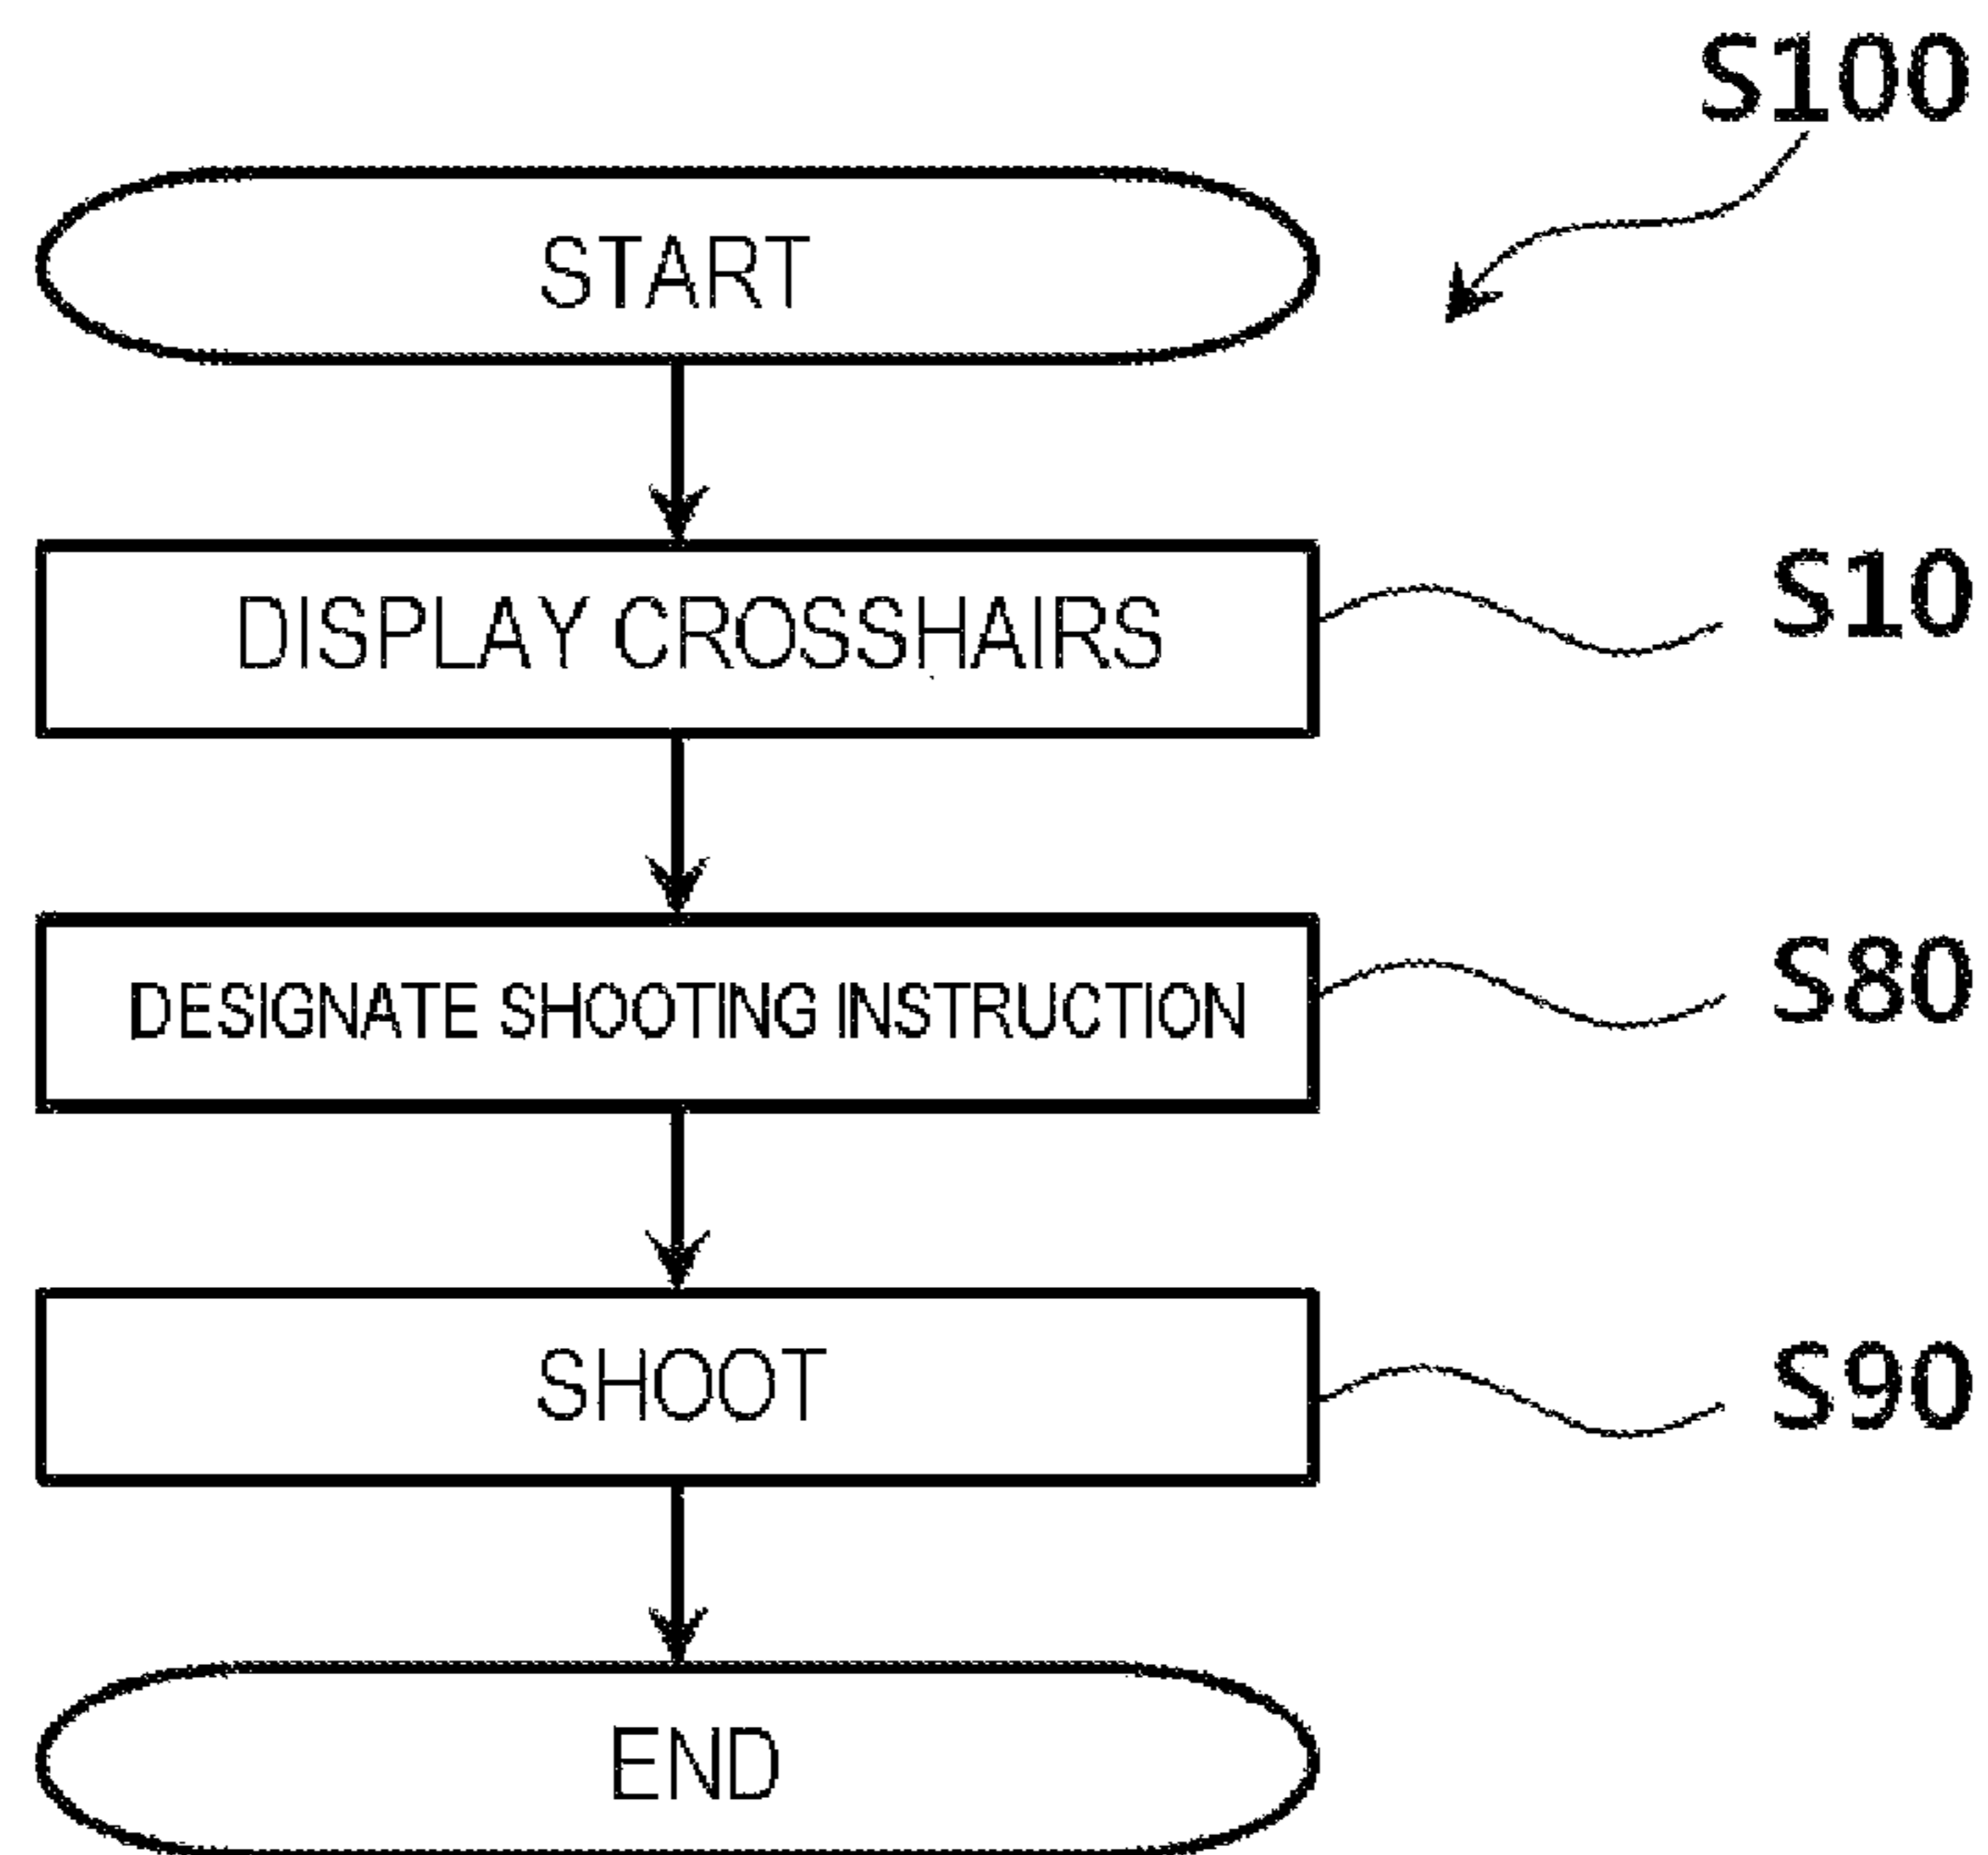 S100
START
DISPLAY CROSSHAIRS
S10
DESIGNATE SHOOTING INSTRUCTION
S80
SHOOT
S90
END